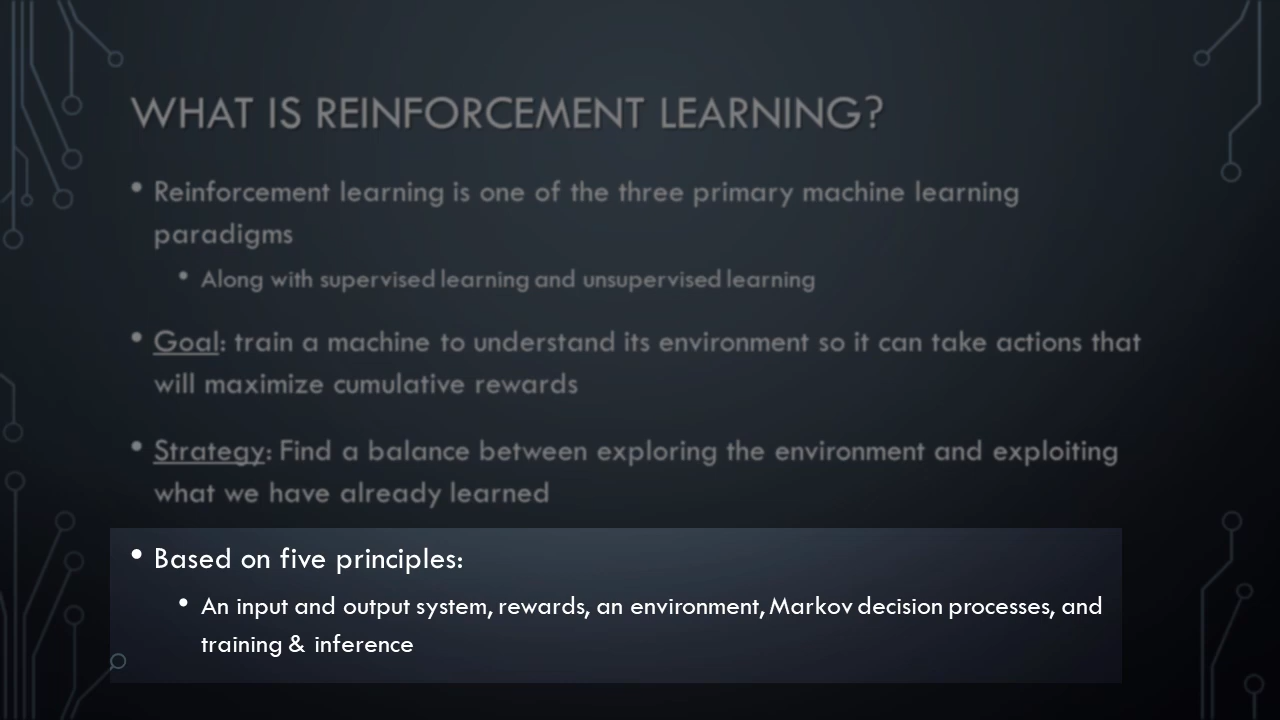 WHAT IS REINFORCEMENT LEARNING?
• Reinforcement learning is one of the three primary machine learning
paradigms
• Along with supervised learning and unsupervised learning
• Goal: train a machine to understand its environment so it can take actions that
will maximize cumulative rewards
• Strategy: Find a balance between exploring the environment and exploiting
what we have already learned
• Based on five principles:
• An input and output system, rewards, an environment, Markov decision processes, and
training & inference